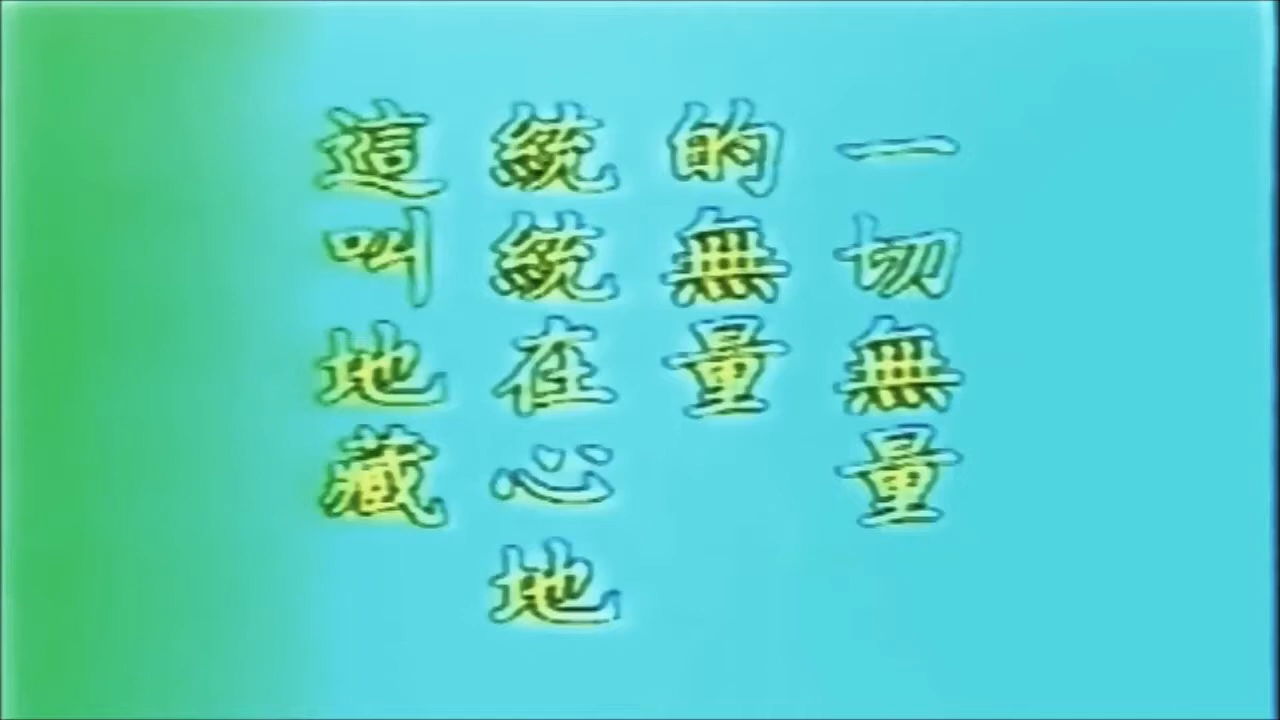 一切無量
的無量
統統在心地
這叫地藏